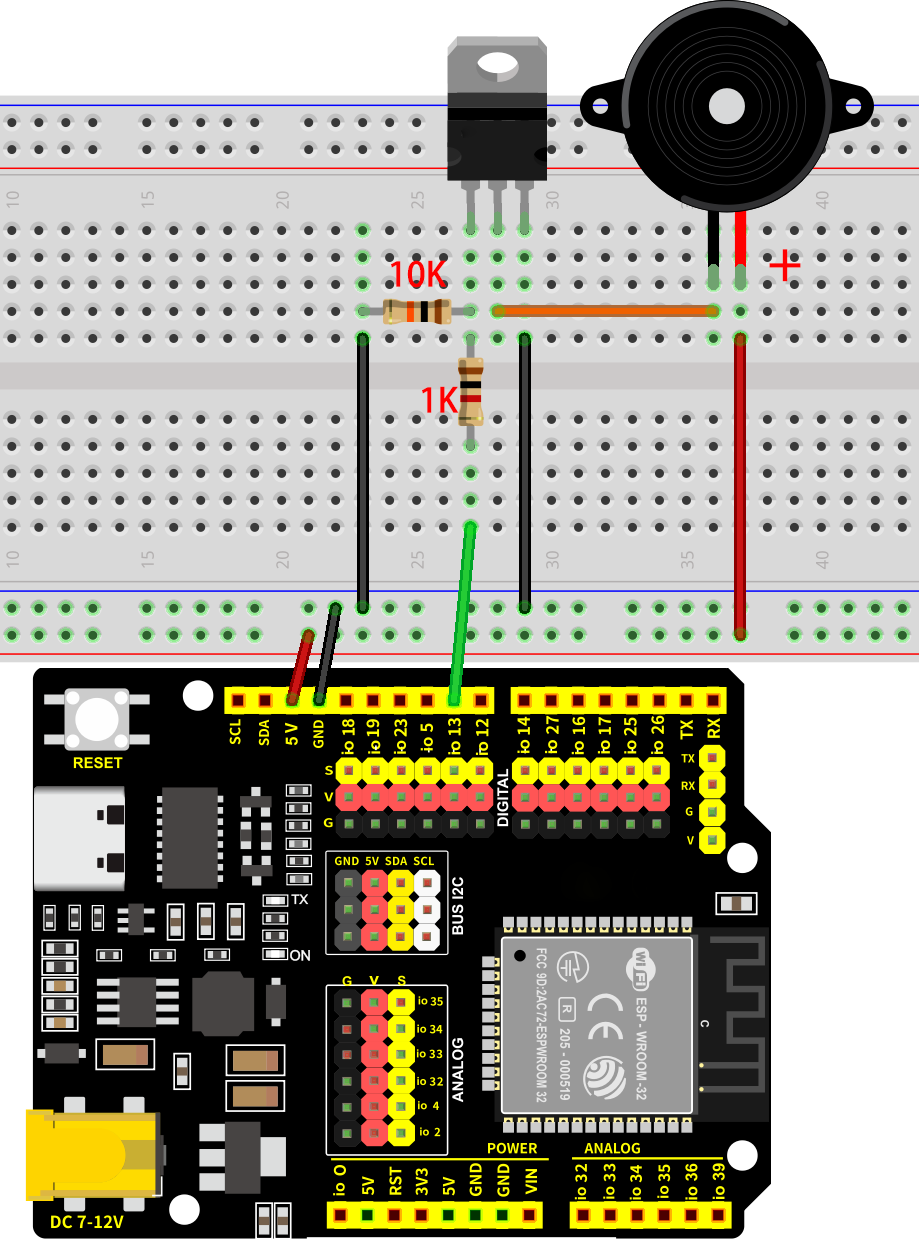 10
15
20
25
30
40
10K
+
1K
10
15
20
25
30
35
40
SCL
SDA
5 V
GND
io 18
io 19
io 23
io 5
io 13
io 12
io 14
io 27
io 16
io 17
io 25
io 26
TX
RX
RESET
S
V
G
DIGITAL
TX
RX
G
V
GND 5V SDA SCL
BUS I2C
TX
ON
G V S
io 35
io 34
io 33
io 32
io 4
io 2
ANALOG
FCC 9D:2AC72-ESPWROOM 32
R
205 - 000519
CE
Wi Fi
ESP - WROOM -32
C
POWER
ANALOG
io O
5V
RST
3V3
5V
GND
GND
VIN
io 32
io 33
io 34
io 35
io 36
io 39
DC 7-12V